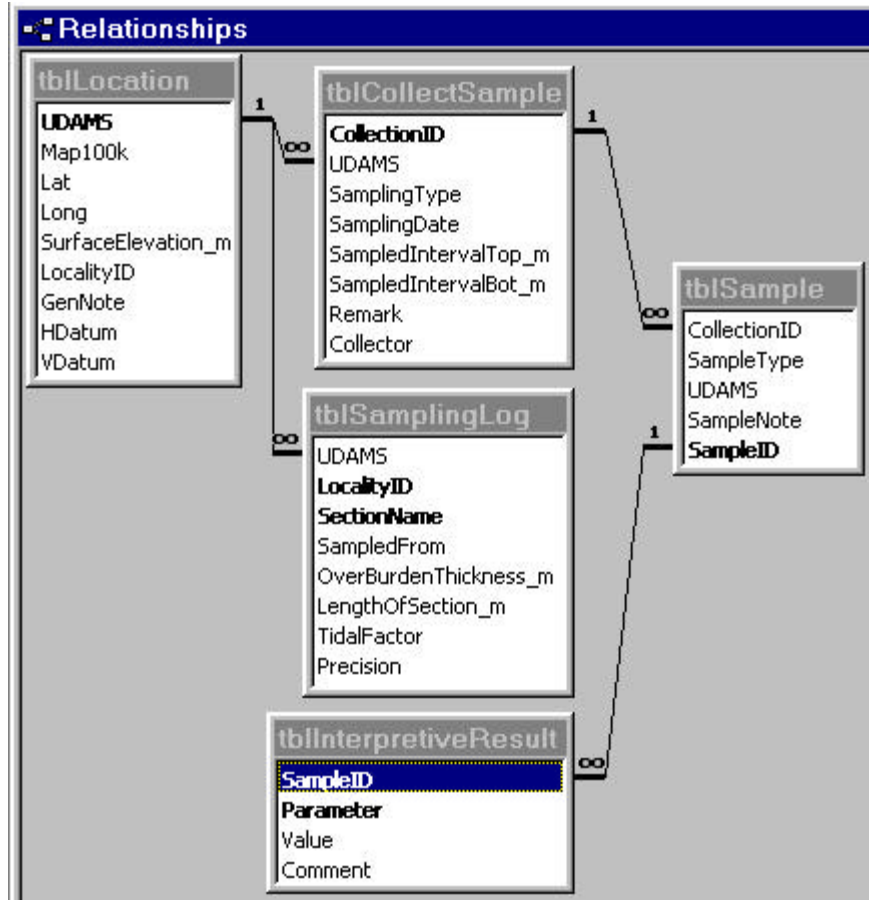 Relationships
tblLocation
UDAMS
Map100k
Lat
Long
SurfaceElevation_m
LocalityID
GenNote
HDatum
VDatum
1
∞
∞
tblCollectSample
CollectionID
UDAMS
SamplingType
SamplingDate
SampledIntervalTop_m
SampledIntervalBot_m
Remark
Collector
1
∞
tblSamplingLog
UDAMS
LocalityID
SectionName
SampledFrom
OverBurdenThickness_m
LengthOfSection_m
TidalFactor
Precision
tblSample
CollectionID
SampleType
UDAMS
SampleNote
SampleID
1
∞
tblInterpretiveResult
SampleID
Parameter
Value
Comment